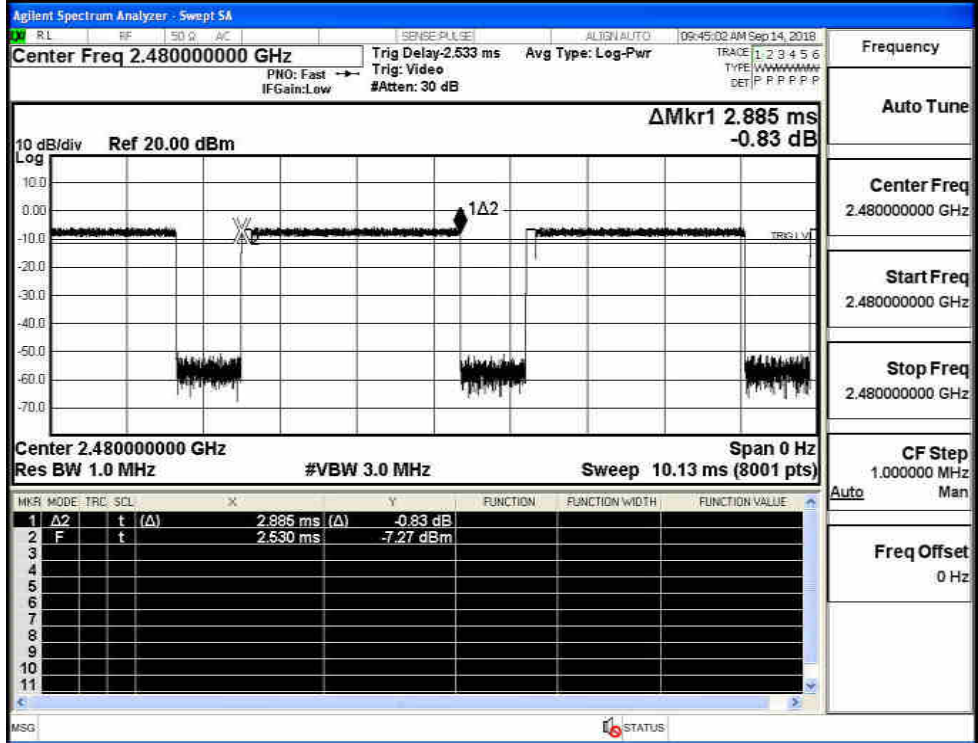 Agilent Spectrum Analyzer - Swept SA
RL RF 50 Ω AC SENSE:PULSE ALIGN AUTO 09:45:02 AM Sep 14, 2018
Center Freq 2.480000000 GHz
PNO: Fast
IFGain:Low
Trig Delay-2.533 ms
Trig: Video
#Atten: 30 dB
Avg Type: Log-Pwr
TRACE 1 2 3 4 5 6
TYPE WWWWWW
DET P P P P P P
ΔMkr1 2.885 ms
-0.83 dB
10 dB/div Ref 20.00 dBm
Log
10.0
0.00
-10.0
-20.0
-30.0
-40.0
-50.0
-60.0
-70.0
1Δ2
2
TRIG LVL
Center 2.480000000 GHz Span 0 Hz
Res BW 1.0 MHz #VBW 3.0 MHz Sweep 10.13 ms (8001 pts)
MKR MODE TRC SCL X Y FUNCTION FUNCTION WIDTH FUNCTION VALUE
1 Δ2 t (Δ) 2.885 ms (Δ) -0.83 dB
2 F t 2.530 ms -7.27 dBm
3
4
5
6
7
8
9
10
11
MSG STATUS
Frequency
Auto Tune
Center Freq
2.480000000 GHz
Start Freq
2.480000000 GHz
Stop Freq
2.480000000 GHz
CF Step
1.000000 MHz
Auto Man
Freq Offset
0 Hz